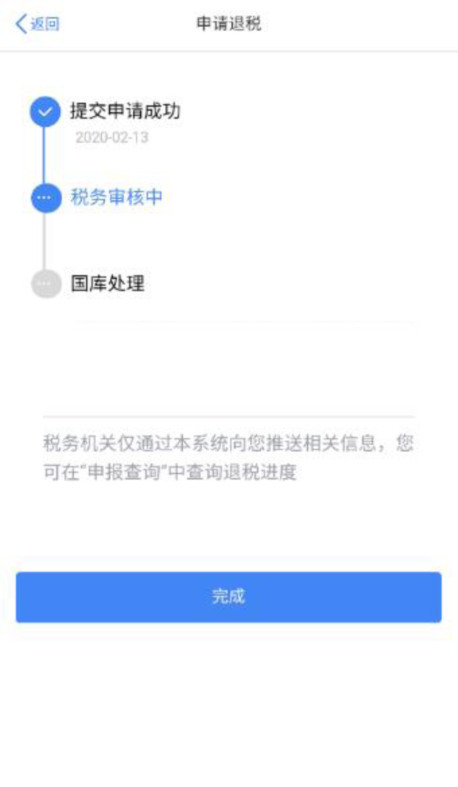 返回
申请退税
提交申请成功
2020-02-13
税务审核中
国库处理
税务机关仅通过本系统向您推送相关信息，您
可在“申报查询”中查询退税进度
完成